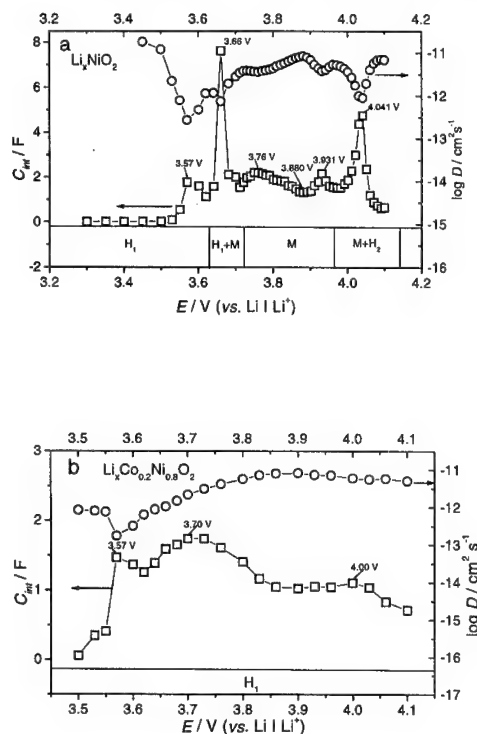 3.2 3.4 3.6 3.8 4.0 4.2
a
3.66 V
LixNiO2
4.041 V
3.57 V
3.76 V
3.880 V
3.931 V
8
6
4
2
0
-2
Cint / F
-11
-12
-13
-14
-15
-16
log D / cm2s-1
H1
H1+M
M
M+H2
3.2 3.4 3.6 3.8 4.0 4.2
E / V (vs. Li I Li+)
3.5 3.6 3.7 3.8 3.9 4.0 4.1
b
LixCo0.2Ni0.8O2
3.57 V
3.70 V
4.00 V
3
2
1
0
Cint / F
-11
-12
-13
-14
-15
-16
-17
log D / cm2 s-1
H1
3.5 3.6 3.7 3.8 3.9 4.0 4.1
E / V (vs. Li I Li+)